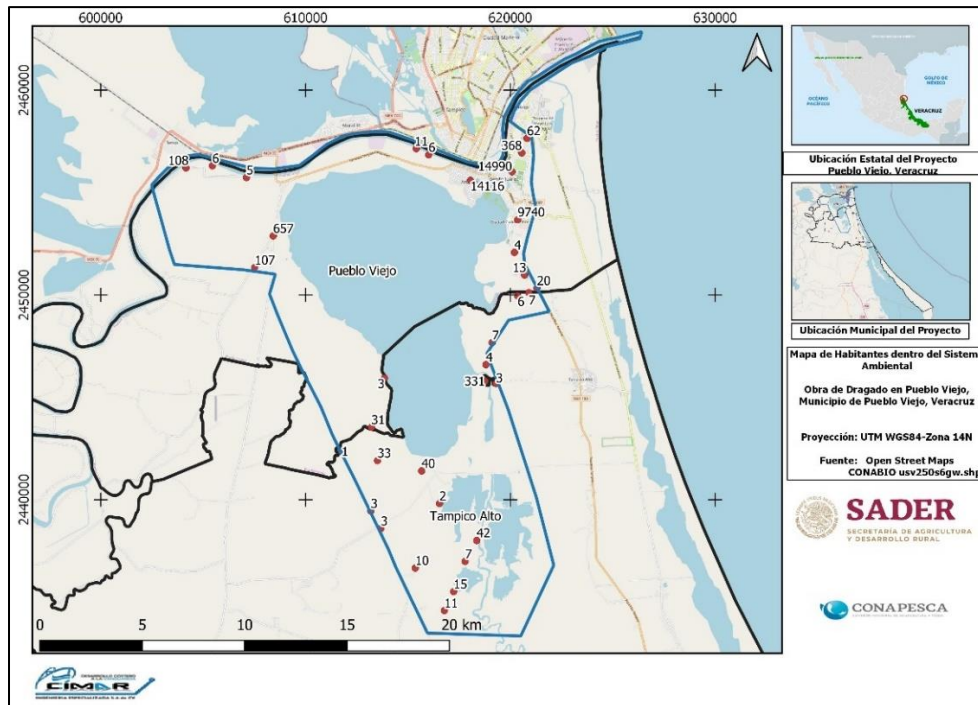 600000
610000
620000
630000
2460000
2450000
2440000
62
368
11
6
14990
108
6
5
14116
9740
657
4
107
Pueblo Viejo
13
20
6
7
7
4
331
3
3
31
1
33
40
3
2
3
Tampico Alto
42
10
7
15
11
0
5
10
15
20 km
OCÉANO
PACÍFICO
GOLFO DE
MÉXICO
VERACRUZ
Ubicación Estatal del Proyecto
Pueblo Viejo, Veracruz
Ubicación Municipal del Proyecto
Mapa de Habitantes dentro del Sistem
Ambiental
Obra de Dragado en Pueblo Viejo,
Municipio de Pueblo Viejo, Veracruz
Proyección: UTM WGS84-Zona 14N
Fuente: Open Street Maps
CONABIO usv250s6gw.shp
SADER
SECRETARÍA DE AGRICULTURA
Y DESARROLLO RURAL
CONAPESCA
CIMAR